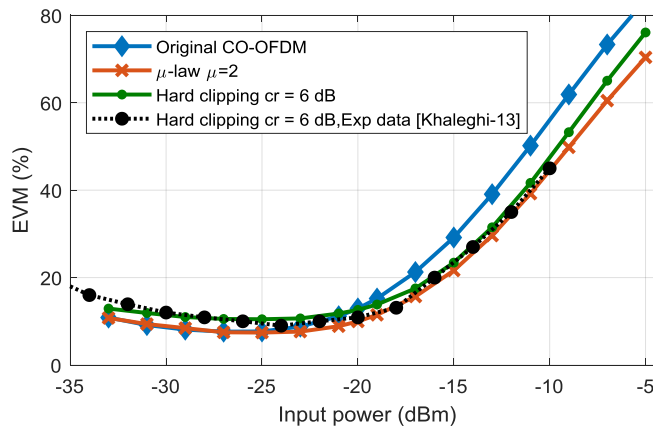 80
60
40
20
0
EVM (%)
Original CO-OFDM
μ-law μ=2
Hard clipping cr = 6 dB
Hard clipping cr = 6 dB,Exp data [Khaleghi-13]
-35 -30 -25 -20 -15 -10 -5
Input power (dBm)